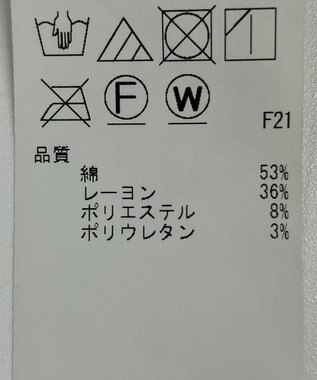 F W
F21
品質
綿 53%
レーヨン 36%
ポリエステル 8%
ポリウレタン 3%